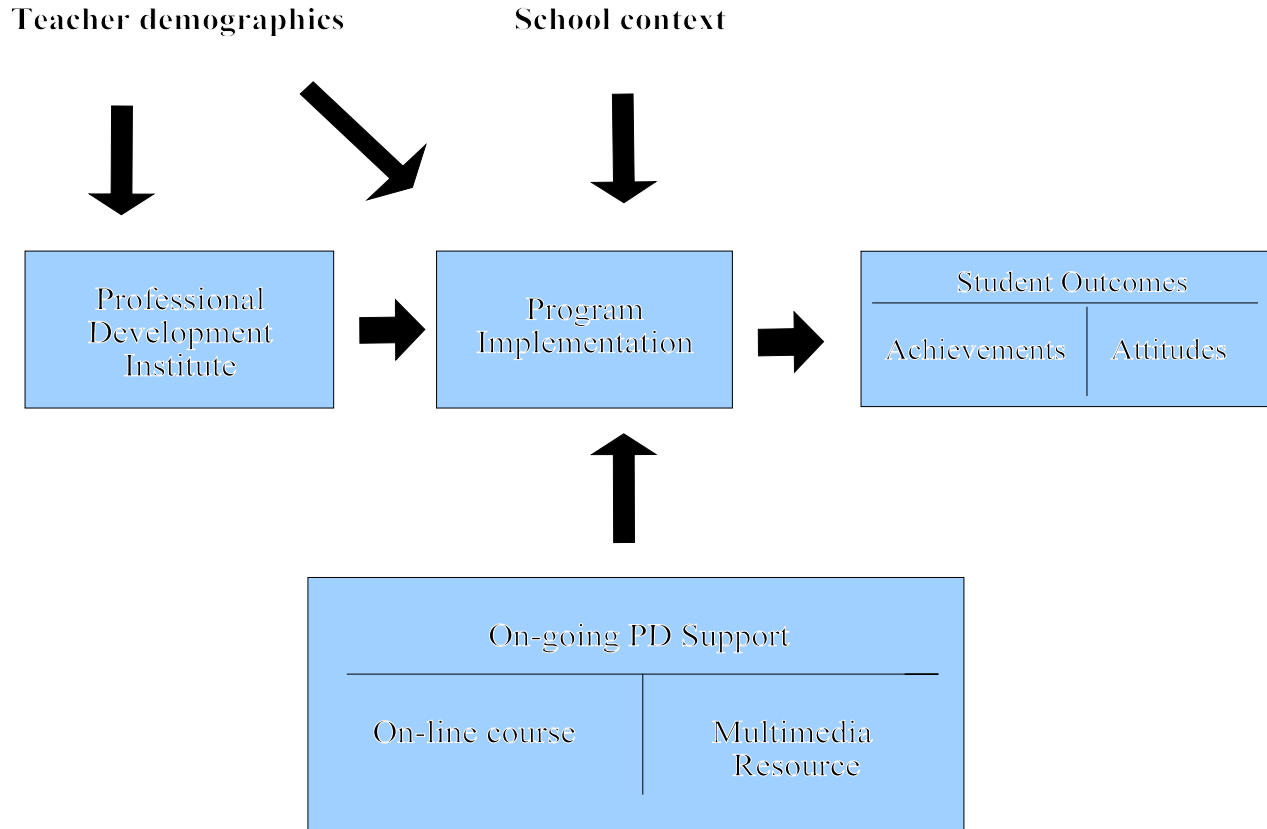 Teacher demographics
School context
Professional
Development
Institute
Program
Implementation
Student Outcomes
Achievements
Attitudes
On-going PD Support
On-line course
Multimedia
Resource